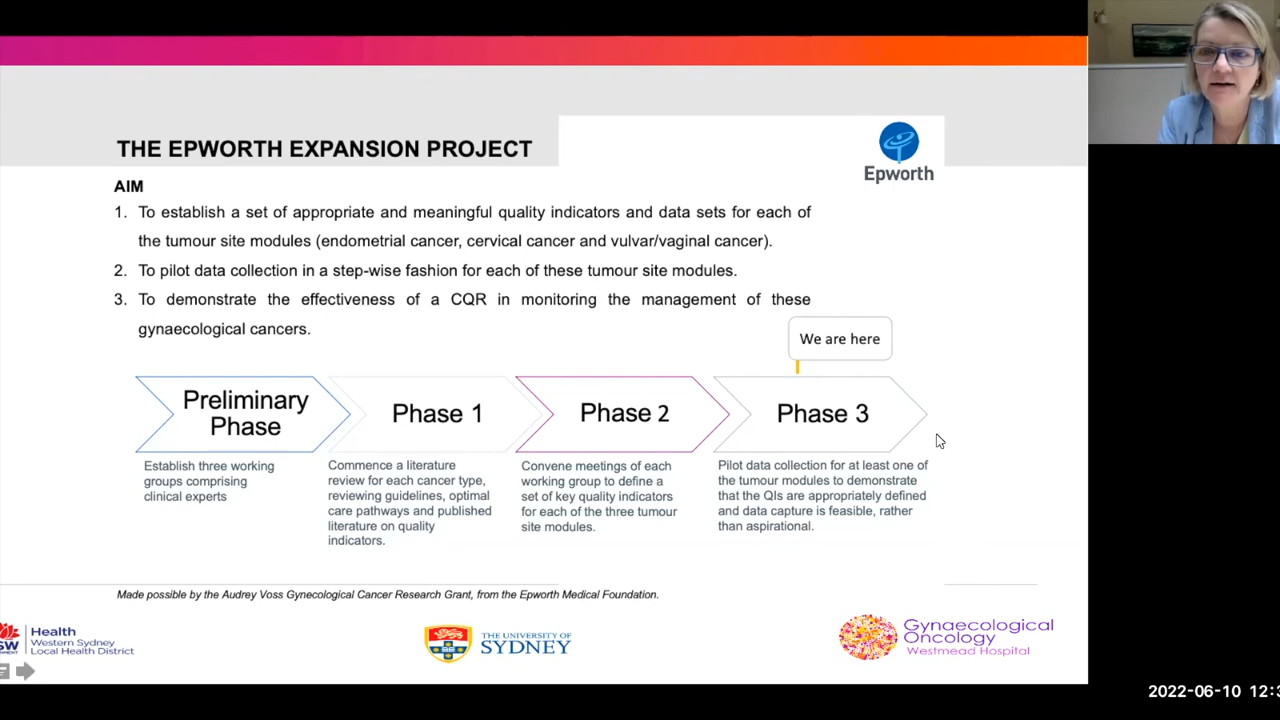 THE EPWORTH EXPANSION PROJECT
Epworth
AIM
1. To establish a set of appropriate and meaningful quality indicators and data sets for each of
the tumour site modules (endometrial cancer, cervical cancer and vulvar/vaginal cancer).
2. To pilot data collection in a step-wise fashion for each of these tumour site modules.
3. To demonstrate the effectiveness of a CQR in monitoring the management of these
gynaecological cancers.
We are here
Preliminary
Phase
Establish three working
groups comprising
clinical experts
Phase 1
Commence a literature
review for each cancer type,
reviewing guidelines, optimal
care pathways and published
literature on quality
indicators.
Phase 2
Convene meetings of each
working group to define a
set of key quality indicators
for each of the three tumour
site modules.
Phase 3
Pilot data collection for at least one of
the tumour modules to demonstrate
that the QIs are appropriately defined
and data capture is feasible, rather
than aspirational.
Made possible by the Audrey Voss Gynecological Cancer Research Grant, from the Epworth Medical Foundation.
Health
Western Sydney
Local Health District
THE UNIVERSITY OF
SYDNEY
Gynaecological
Oncology
Westmead Hospital
2022-06-10 12:3